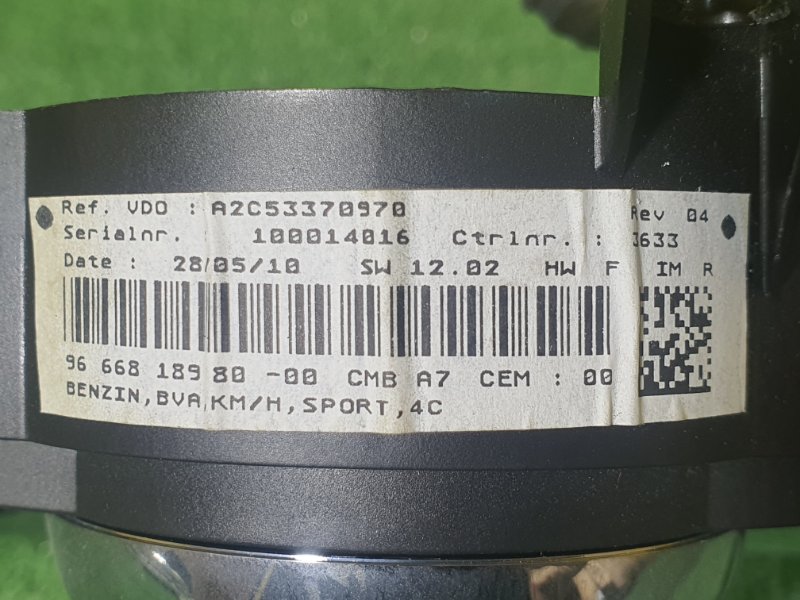 Ref. VDO : A2C53370970 Rev 04
Serialnr. 100014016 Ctrlnr. : 3633
Date : 28/05/10 SW 12.02 HW F IM R
96 668 189 80 -00 CMB A7 CEM : 00
BENZIN,BVA,KM/H,SPORT,4C